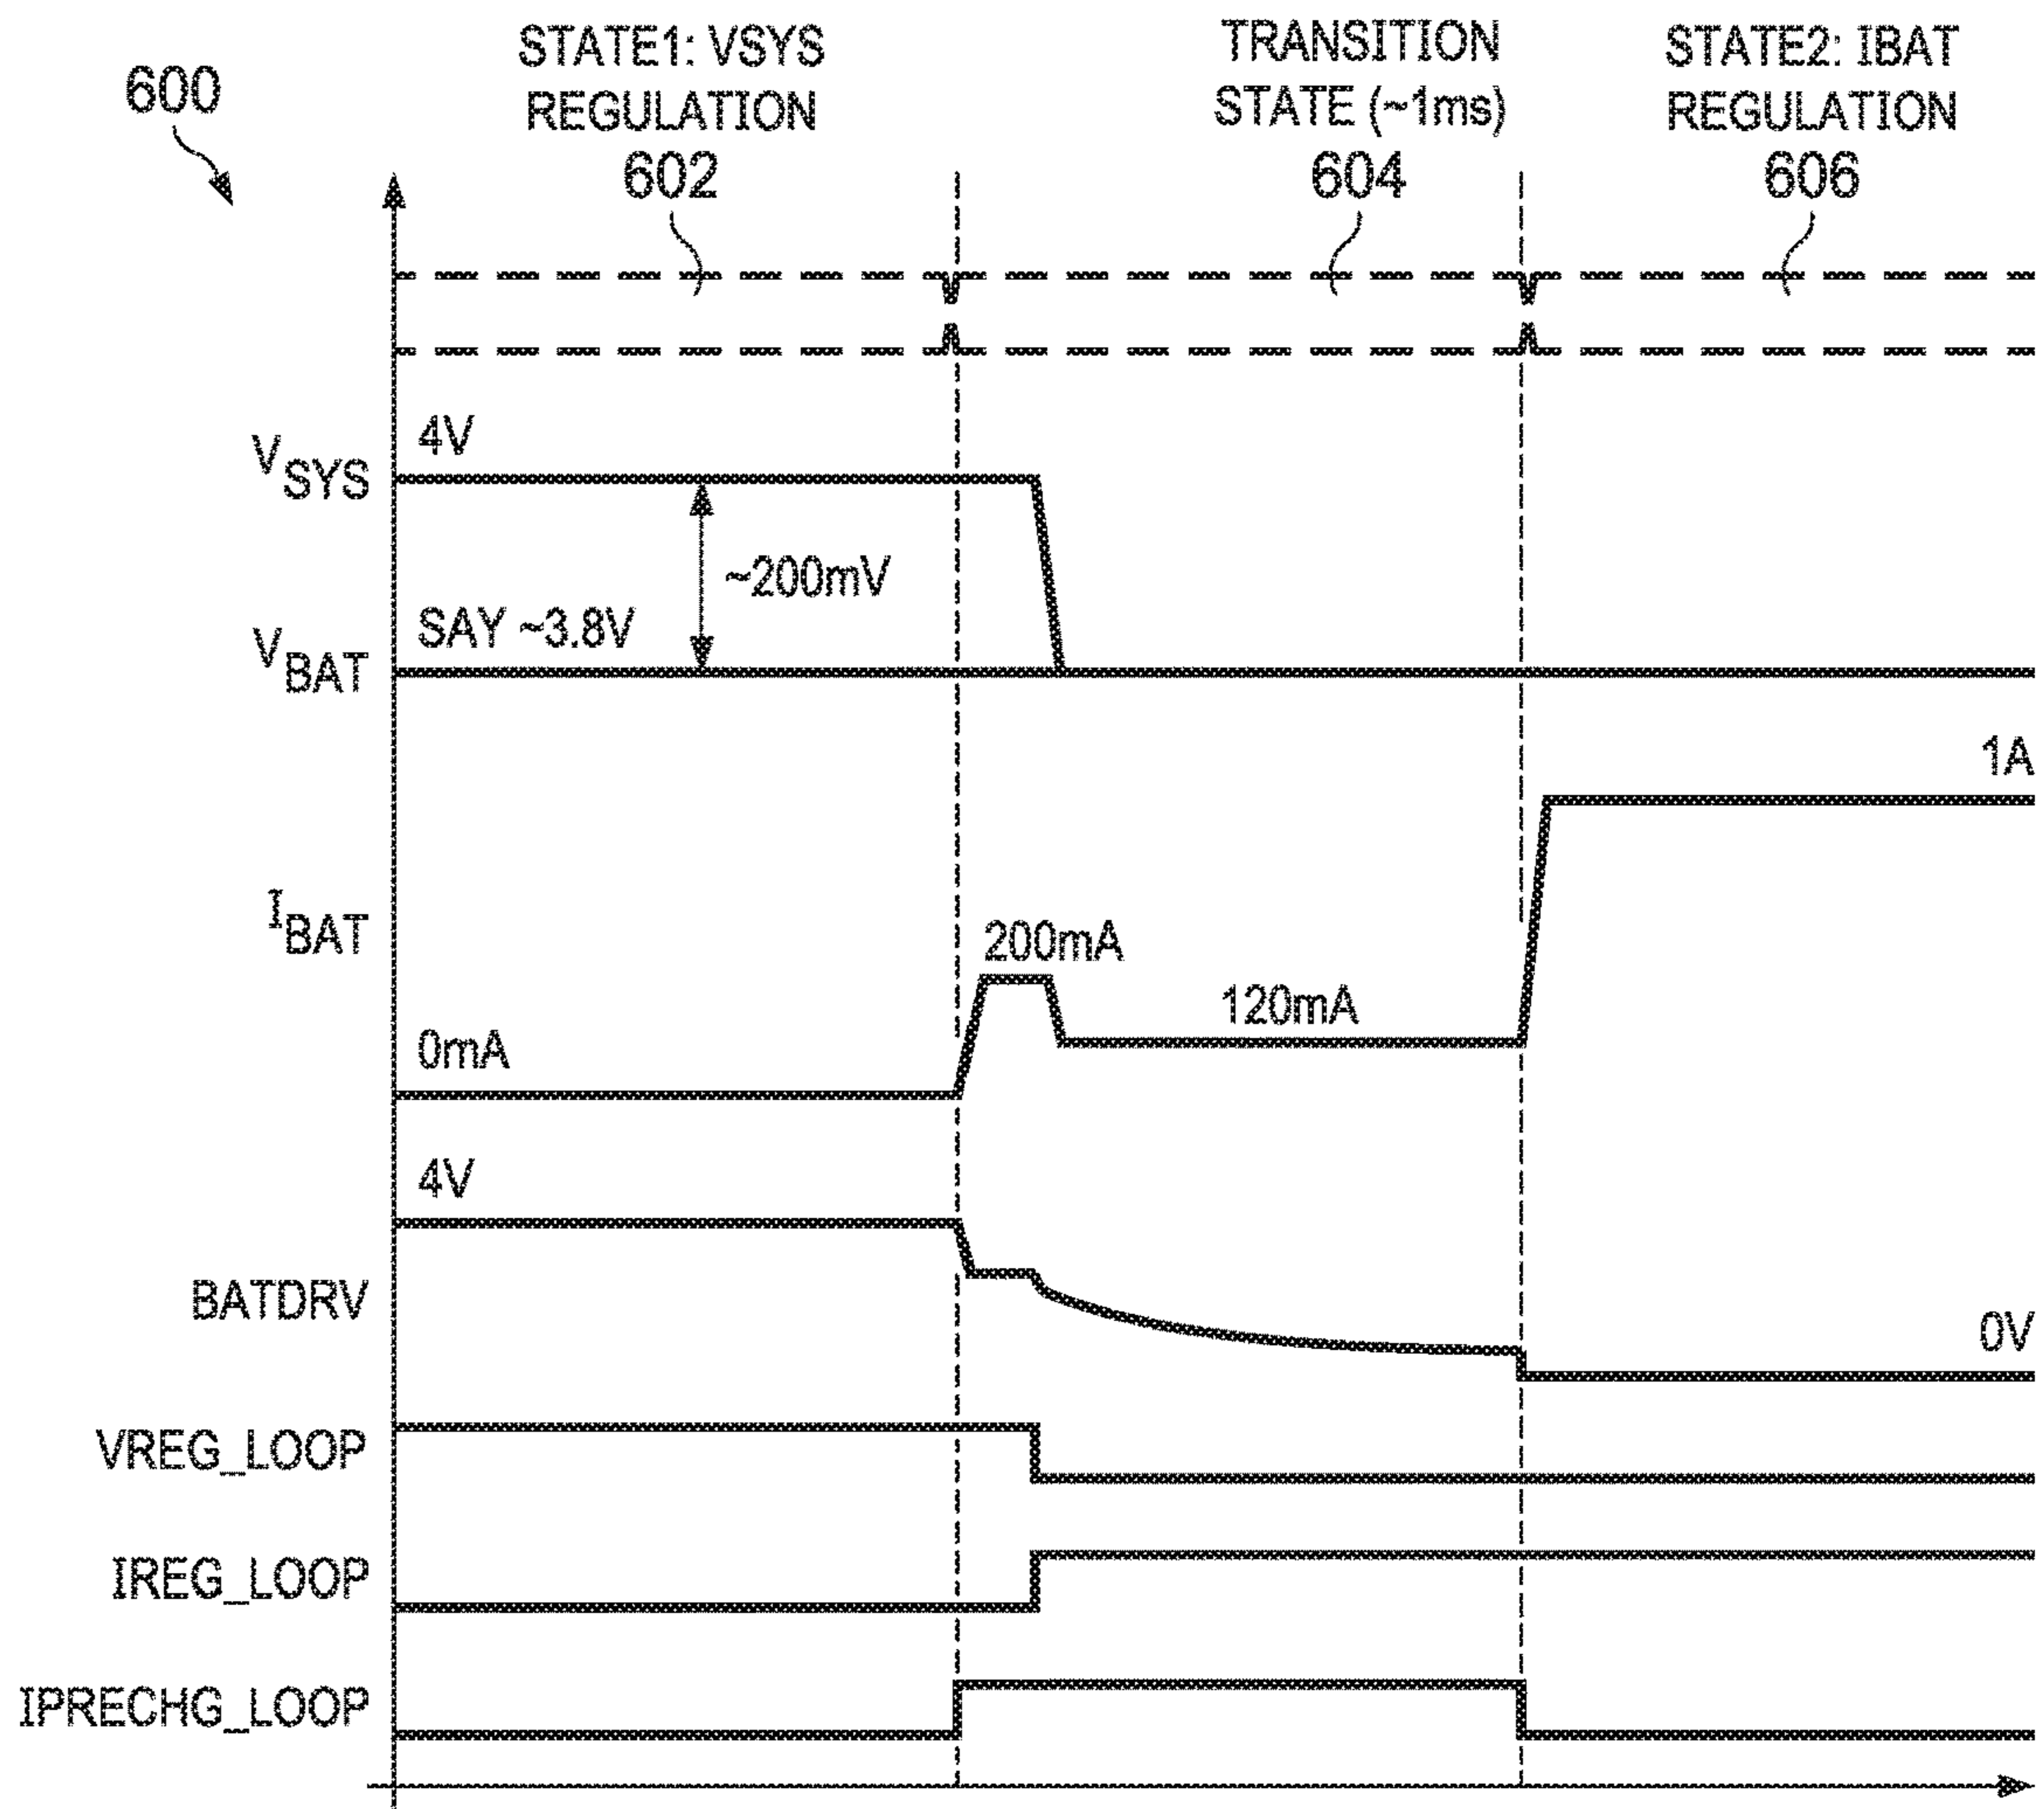 600
STATE1: VSYS
REGULATION
602
TRANSITION
STATE (~1ms)
604
STATE2: IBAT
REGULATION
606
4V
VSYS
~200mV
SAY ~3.8V
VBAT
1A
IBAT
200mA
120mA
0mA
4V
BATDRV
0V
VREG_LOOP
IREG_LOOP
IPRECHG_LOOP